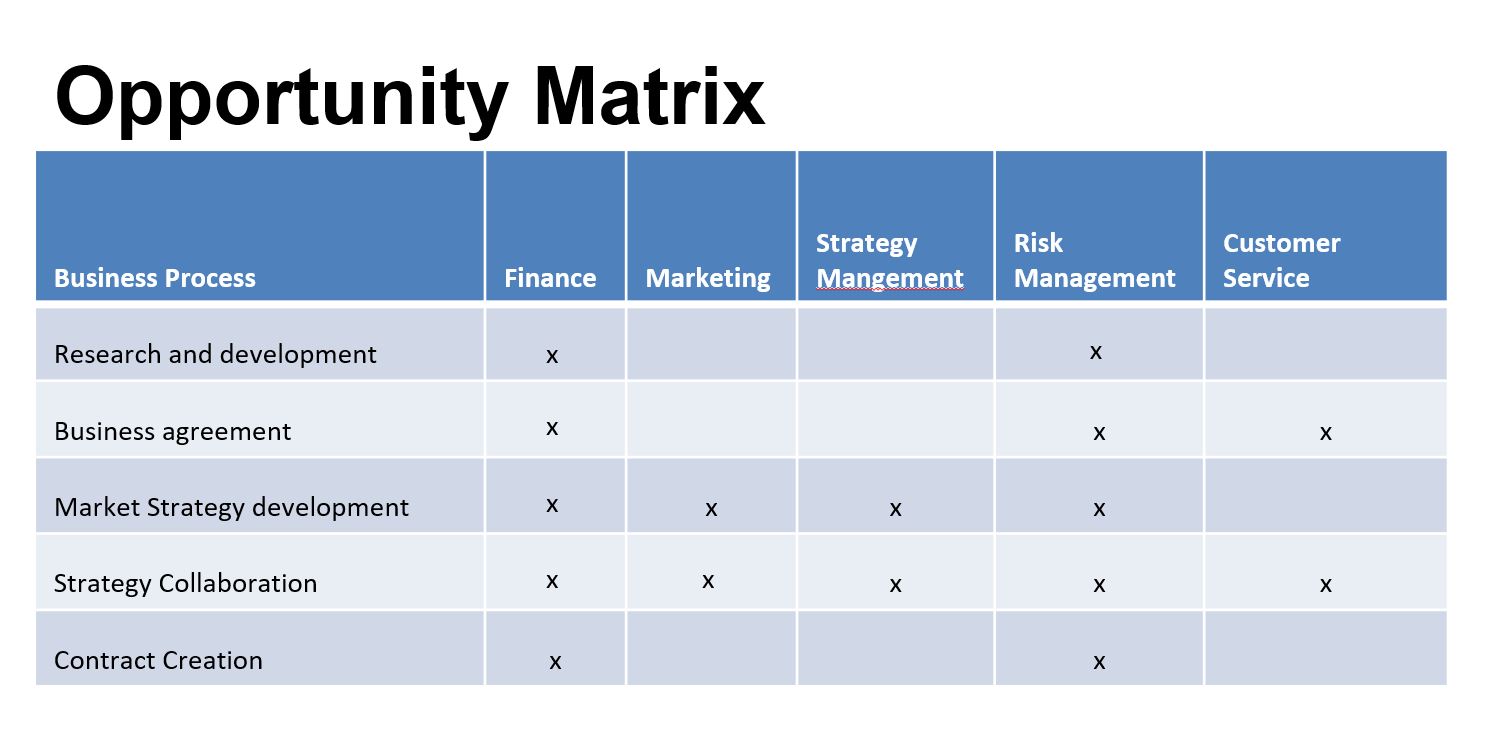 Opportunity Matrix
Business Process Finance Marketing Strategy Mangement Risk Management Customer Service
Research and development x x
Business agreement x x x
Market Strategy development x x x x
Strategy Collaboration x x x x x
Contract Creation x x